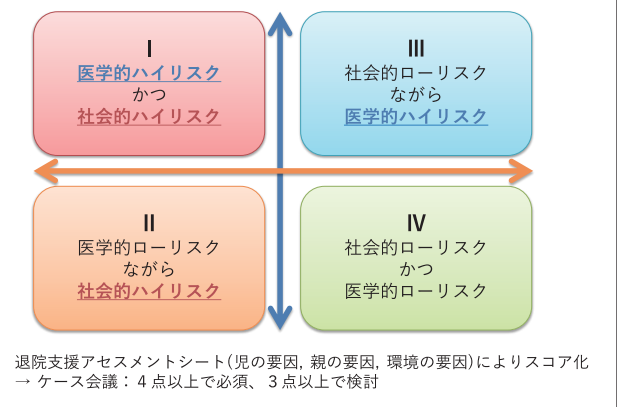 I
医学的ハイリスク
かつ
社会的ハイリスク
III
社会的ローリスク
ながら
医学的ハイリスク
II
医学的ローリスク
ながら
社会的ハイリスク
IV
社会的ローリスク
かつ
医学的ローリスク
退院支援アセスメントシート(児の要因, 親の要因, 環境の要因)によりスコア化
→ ケース会議：４点以上で必須、３点以上で検討